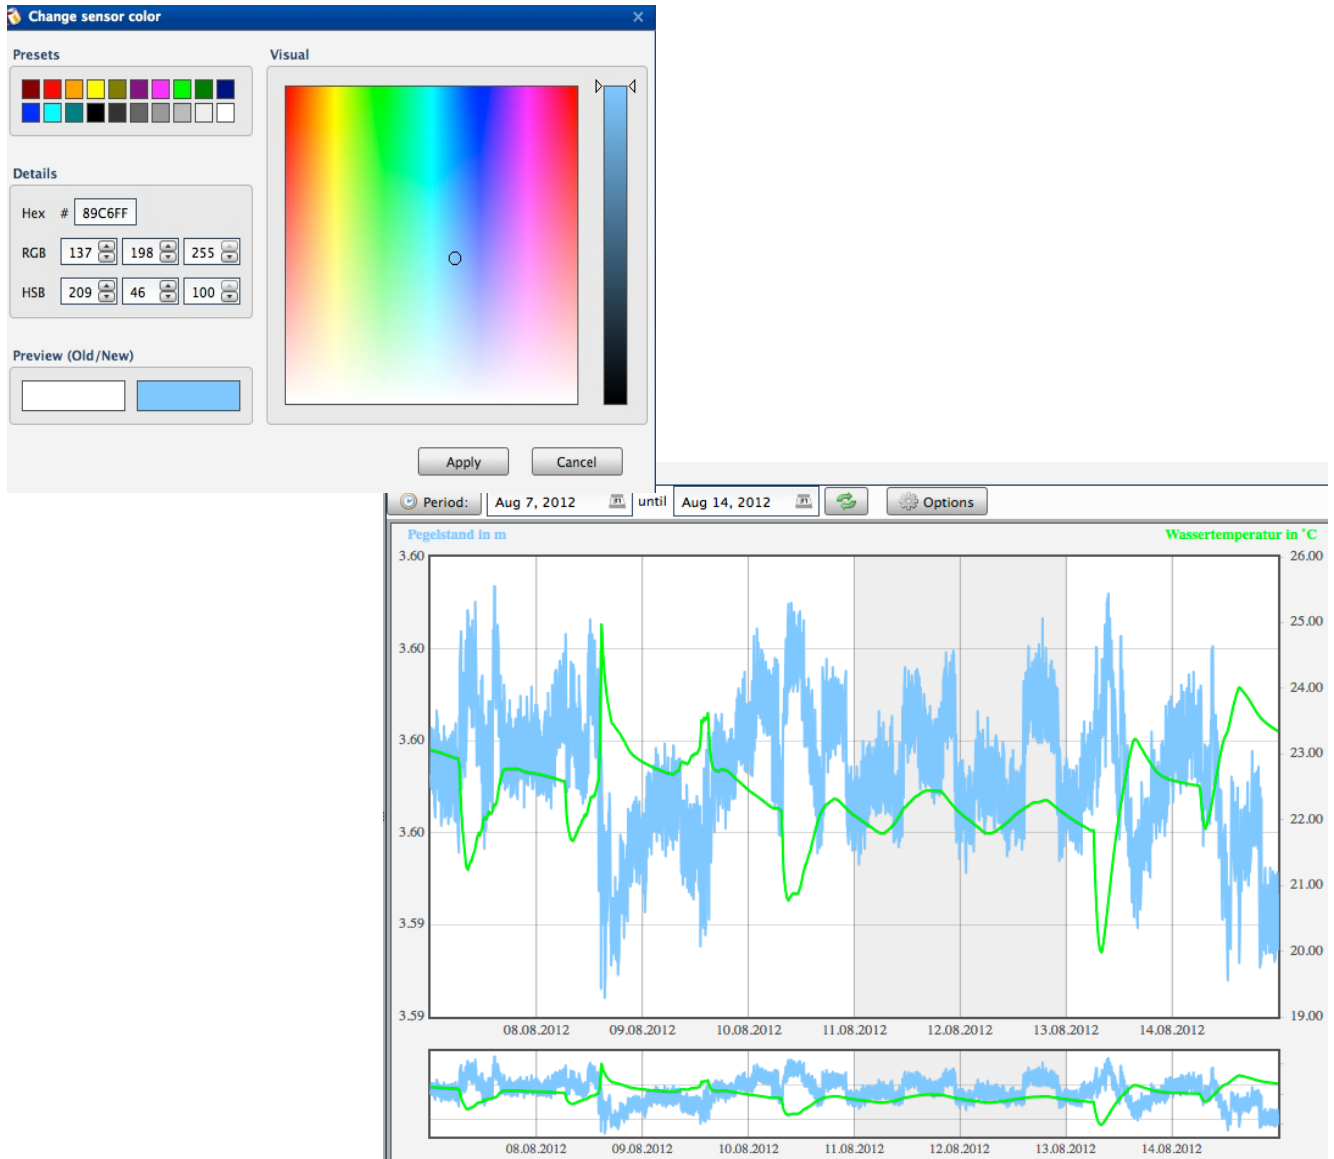 Change sensor color
Presets
Visual
Details
Hex # 89C6FF
RGB 137 198 255
HSB 209 46 100
Preview (Old/New)
Apply Cancel
Period: Aug 7, 2012 31 until Aug 14, 2012 31 Options
Pegelstand in m Wassertemperatur in °C
3.60 26.00
25.00
3.60
24.00
3.60 23.00
3.60 22.00
21.00
3.59
20.00
3.59 19.00
08.08.2012 09.08.2012 10.08.2012 11.08.2012 12.08.2012 13.08.2012 14.08.2012
08.08.2012 09.08.2012 10.08.2012 11.08.2012 12.08.2012 13.08.2012 14.08.2012